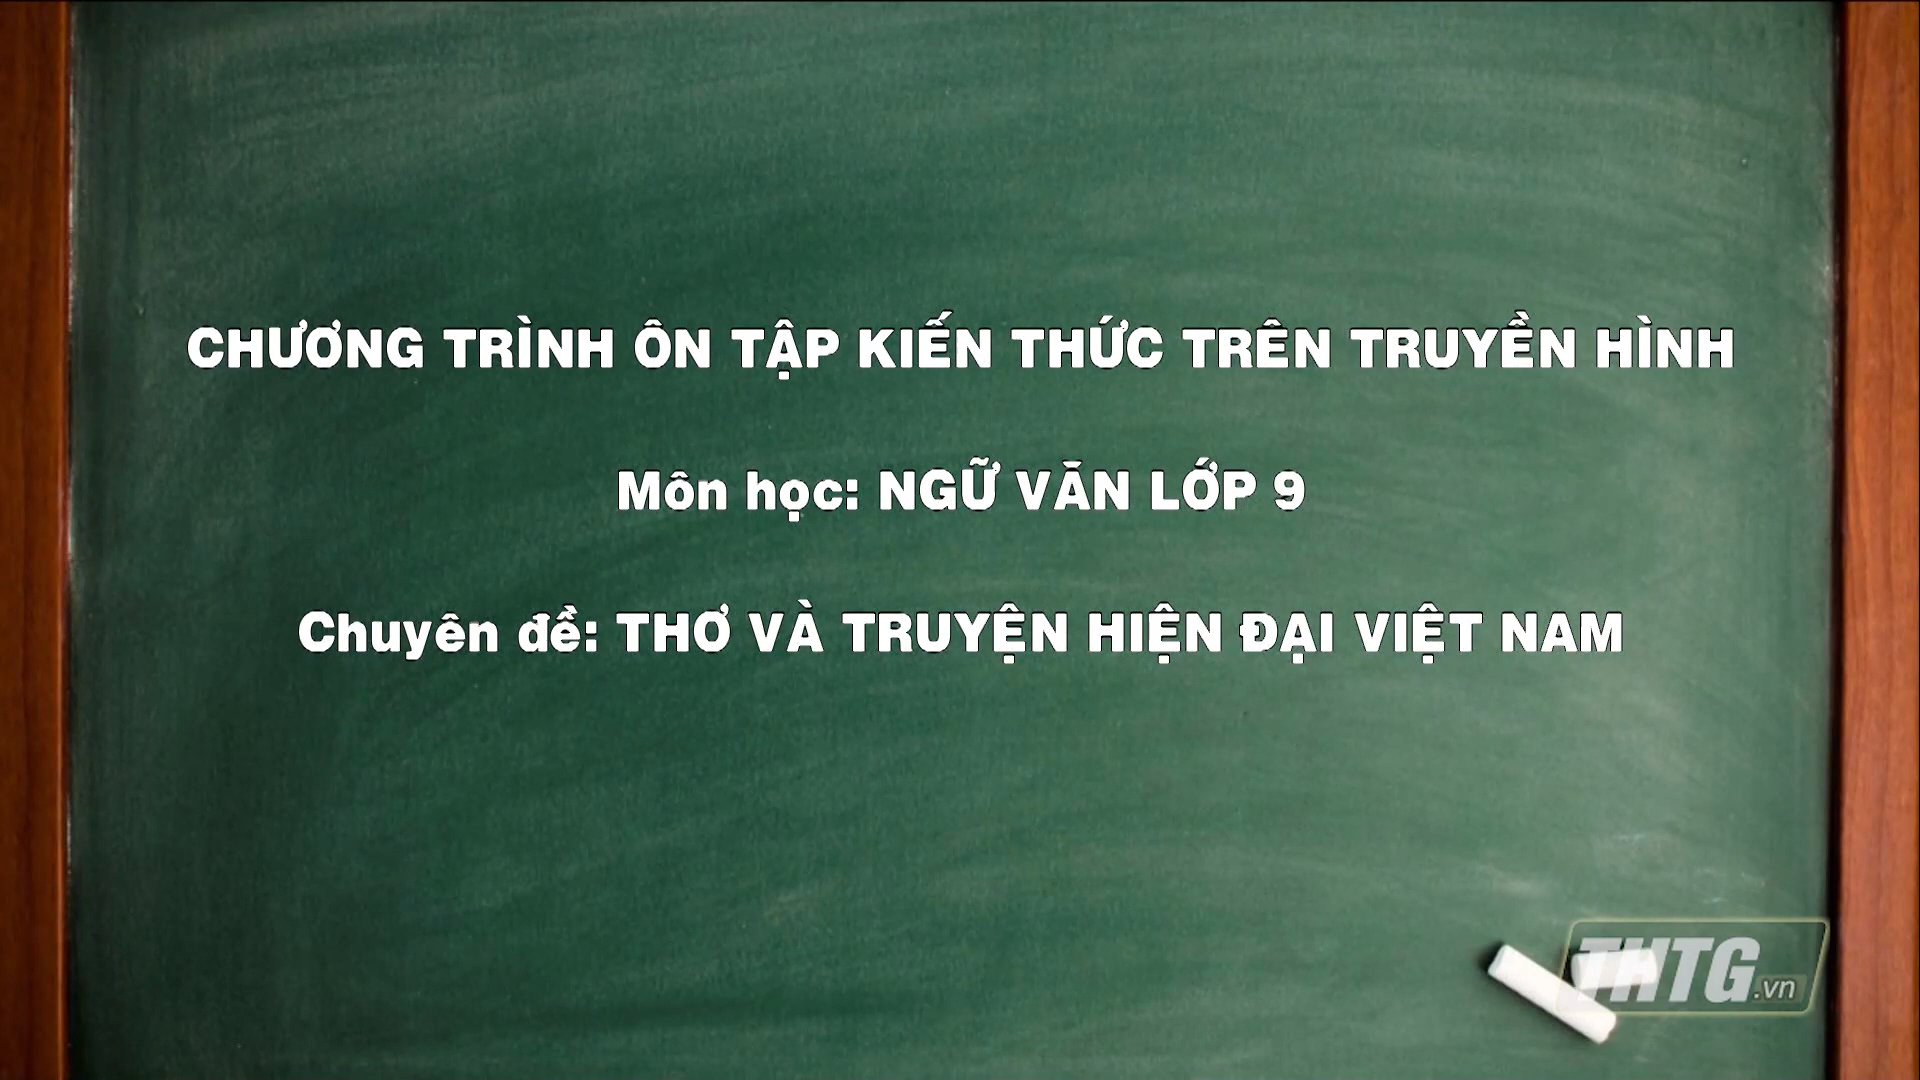 CHƯƠNG TRÌNH ÔN TẬP KIẾN THỨC TRÊN TRUYỀN HÌNH
Môn học: NGỮ VĂN LỚP 9
Chuyên đề: THƠ VÀ TRUYỆN HIỆN ĐẠI VIỆT NAM
THTG.vn